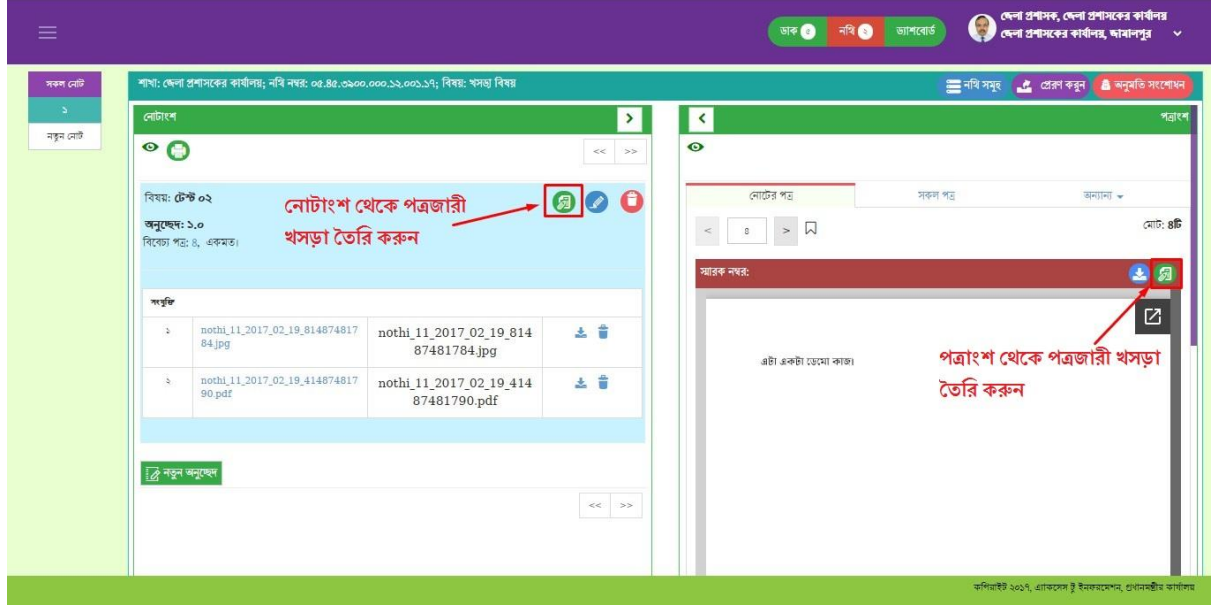 ডাক ৫ নথি ২ ড্যাশবোর্ড
জেলা প্রশাসক, জেলা প্রশাসকের কার্যালয়
জেলা প্রশাসকের কার্যালয়, জামালপুর
সকল নোট
১
নতুন নোট
শাখা: জেলা প্রশাসকের কার্যালয়; নথি নম্বর: ০৫.৪৫.৩৯০০.০০০.১২.০০১.১৭; বিষয়: খসড়া বিষয়
নথি সমূহ প্রেরণ করুন অনুমতি সংশোধন
নোটাংশ >
<< >>
বিষয়: টেস্ট ০২
অনুচ্ছেদ: ১.০
বিবেচ্য পত্র: ৪, একমত।
নোটাংশ থেকে পত্রজারী
খসড়া তৈরি করুন
সংযুক্তি
১ nothi_11_2017_02_19_814874817
84.jpg
nothi_11_2017_02_19_814
87481784.jpg
২ nothi_11_2017_02_19_414874817
90.pdf
nothi_11_2017_02_19_414
87481790.pdf
নতুন অনুচ্ছেদ
<< >>
< পত্রাংশ
নোটের পত্র সকল পত্র অন্যান্য
< ৪ > মোট: ৪টি
স্মারক নম্বর:
এটা একটা ডেমো কাজ।
পত্রাংশ থেকে পত্রজারী খসড়া
তৈরি করুন
কপিরাইট ২০১৭, এ্যাকসেস টু ইনফরমেশন, প্রধানমন্ত্রীর কার্যালয়